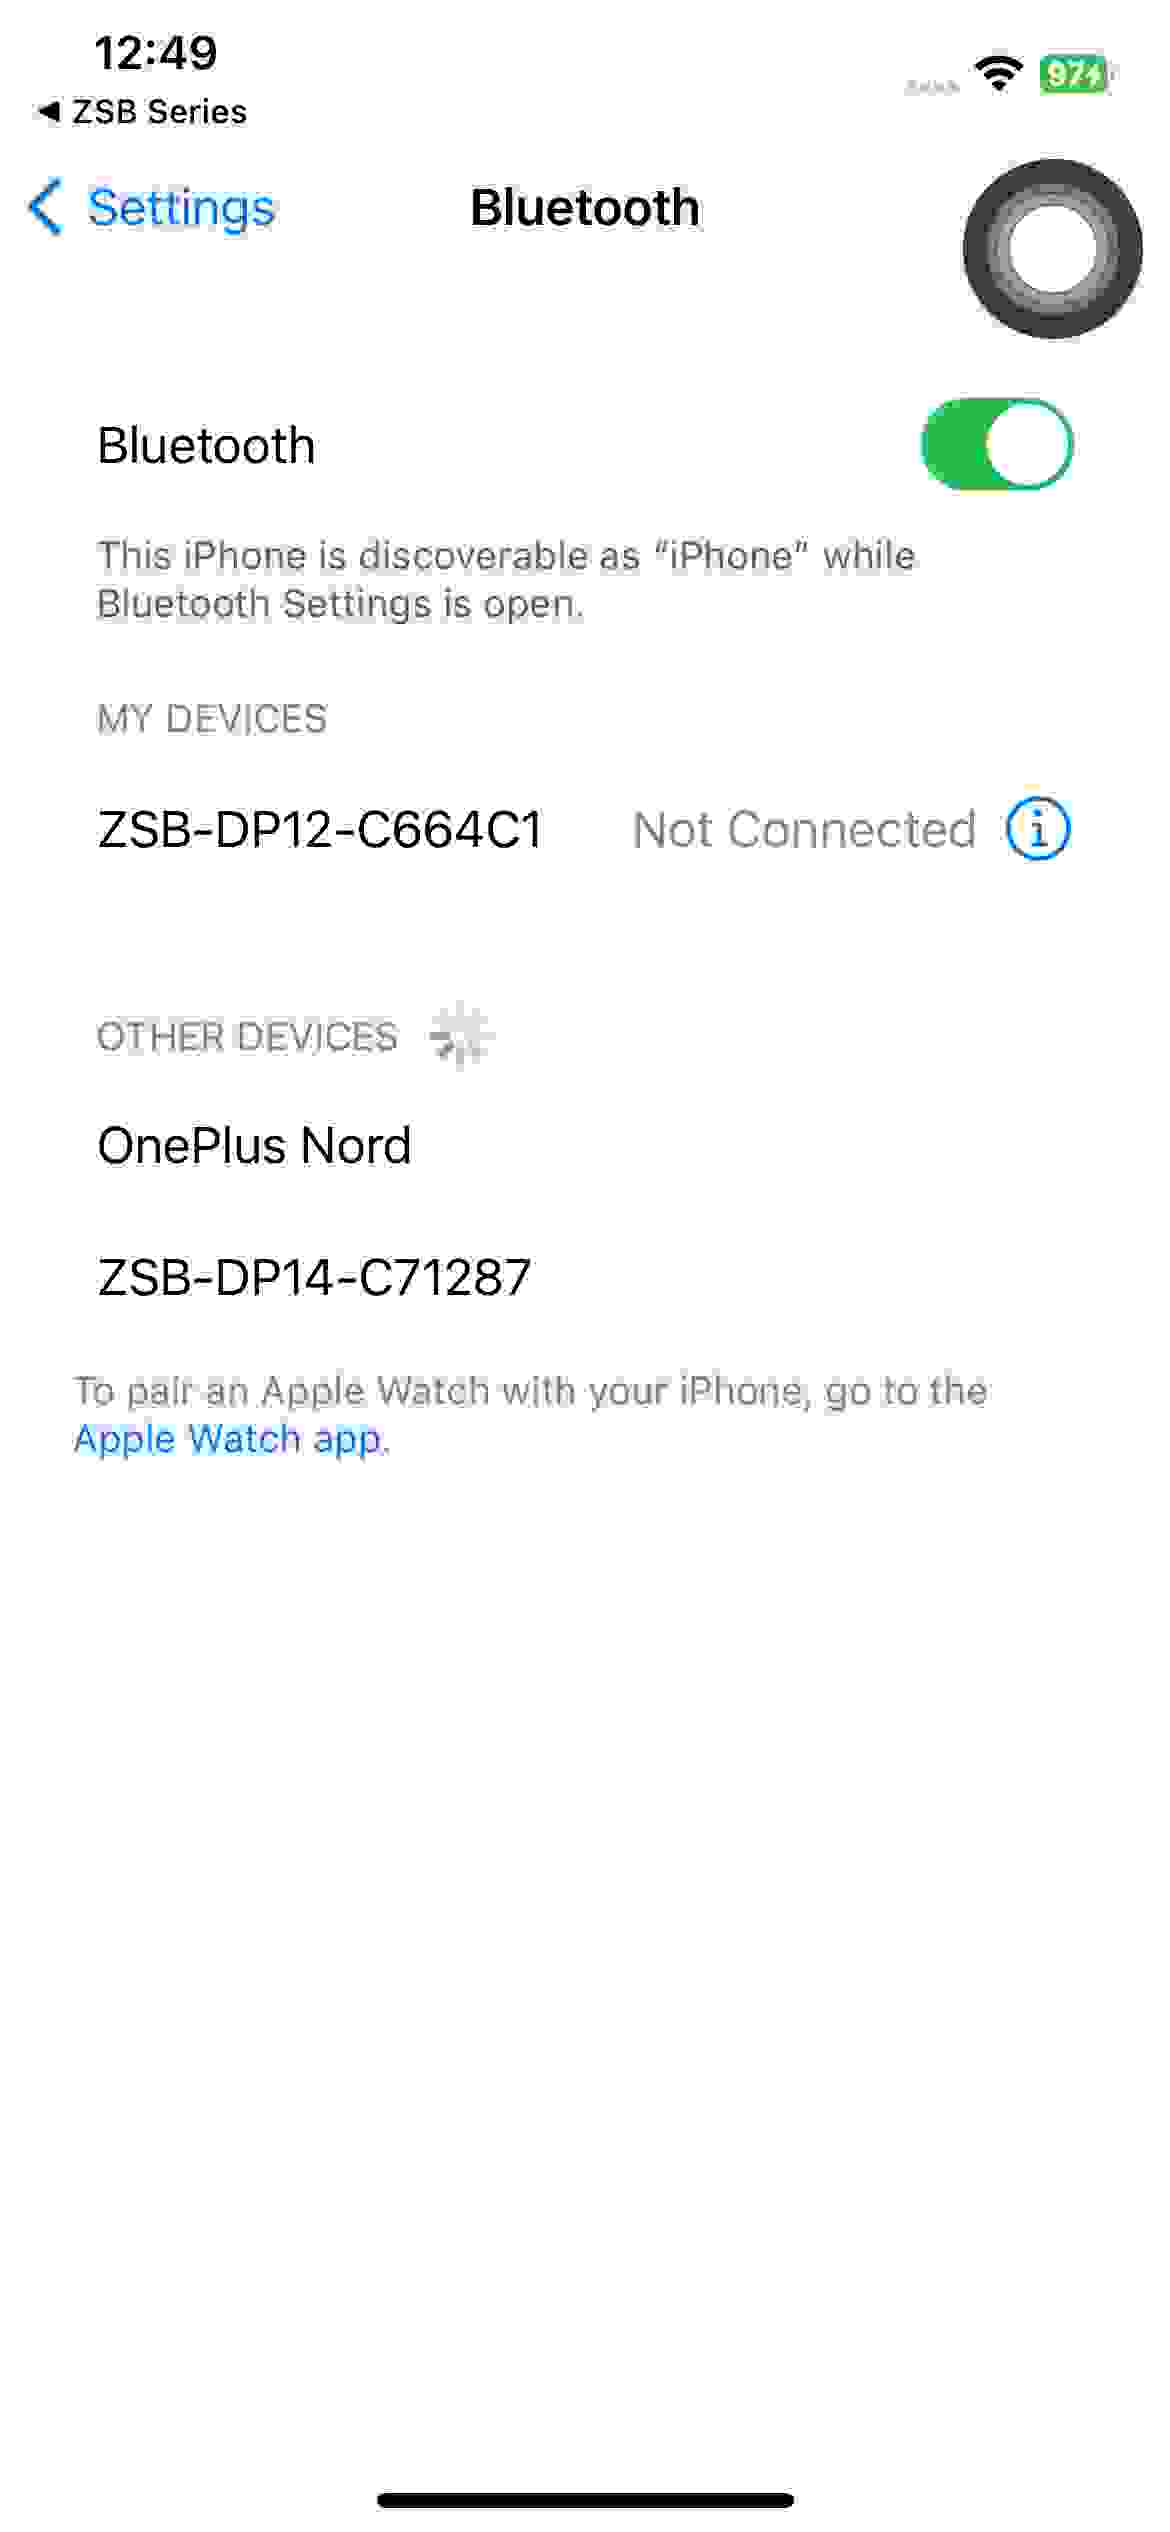 12:49
97
◀ ZSB Series
Settings
Bluetooth
Bluetooth
This iPhone is discoverable as “iPhone” while
Bluetooth Settings is open.
MY DEVICES
ZSB-DP12-C664C1 Not Connected i
OTHER DEVICES
OnePlus Nord
ZSB-DP14-C71287
To pair an Apple Watch with your iPhone, go to the
Apple Watch app.